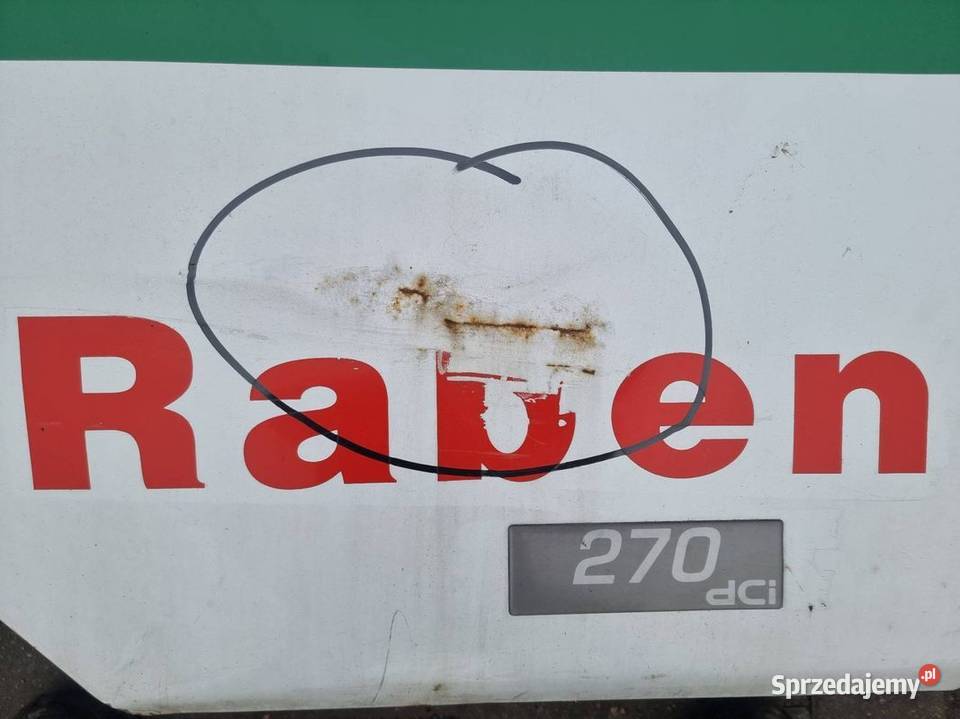 Raben
270
dCi
Sprzedajemy.pl